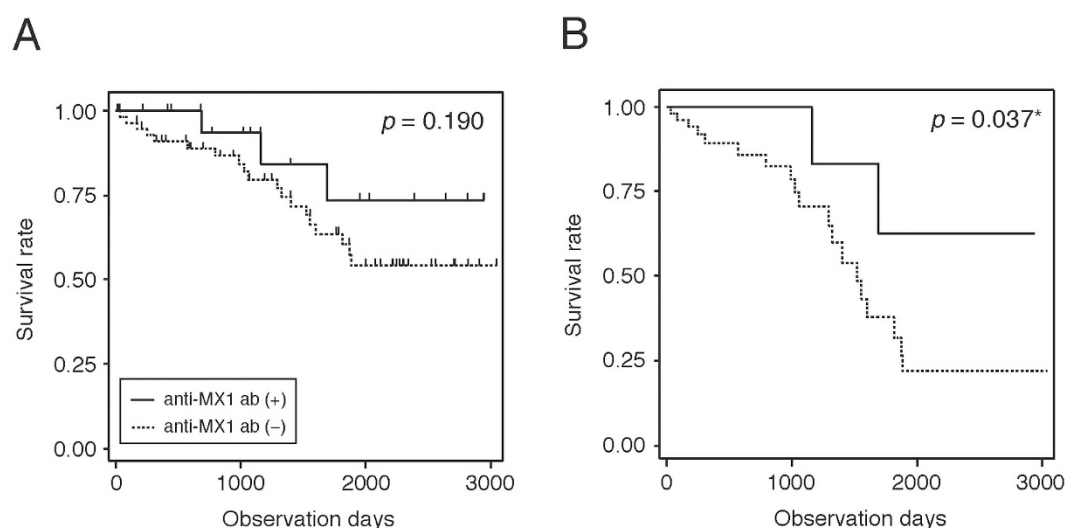 A
Survival rate
1.00
0.75
0.50
0.25
0.00
p = 0.190
anti-MX1 ab (+)
anti-MX1 ab (−)
0 1000 2000 3000
Observation days
B
Survival rate
1.00
0.75
0.50
0.25
0.00
p = 0.037*
0 1000 2000 3000
Observation days